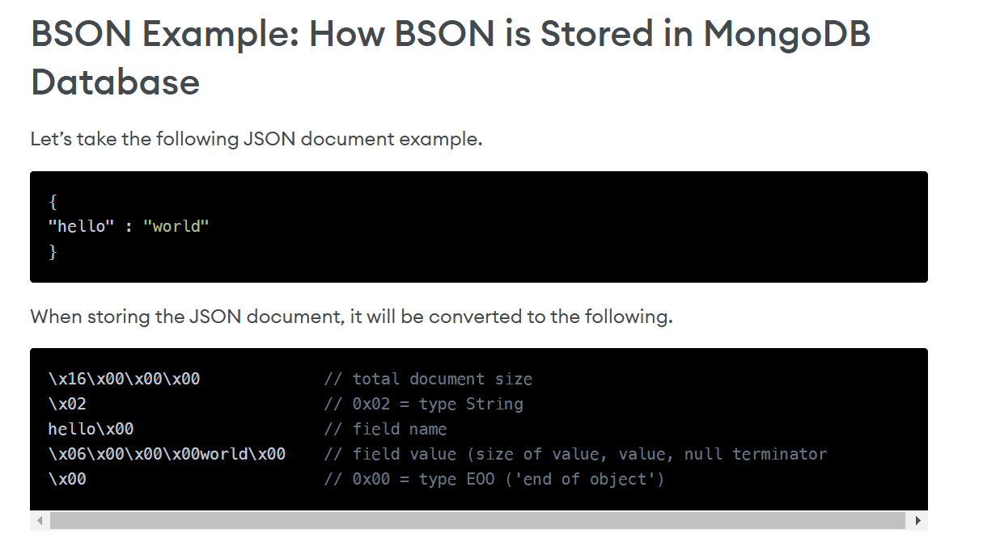 BSON Example: How BSON is Stored in MongoDB
Database
Let’s take the following JSON document example.
{
"hello" : "world"
}
When storing the JSON document, it will be converted to the following.
\x16\x00\x00\x00 // total document size
\x02 // 0x02 = type String
hello\x00 // field name
\x06\x00\x00\x00world\x00 // field value (size of value, value, null terminator
\x00 // 0x00 = type EOO ('end of object')